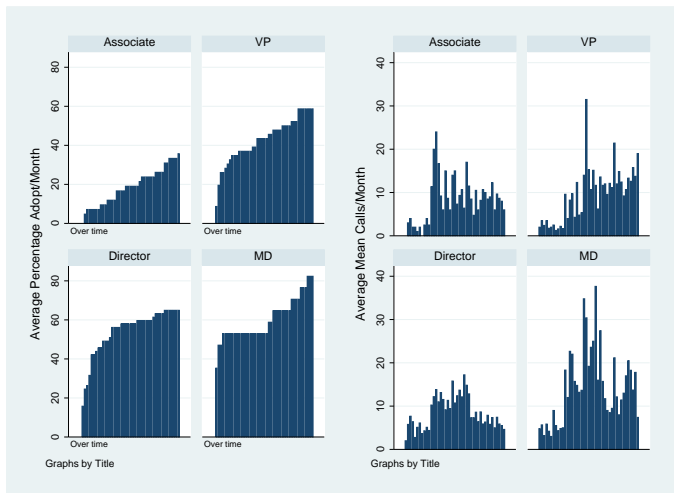 Associate
VP
Average Percentage Adopt/Month
80
60
40
20
0
Over time
Over time
Director
MD
80
60
40
20
0
Over time
Over time
Graphs by Title
Associate
VP
Average Mean Calls/Month
40
30
20
10
0
Director
MD
40
30
20
10
0
Graphs by Title